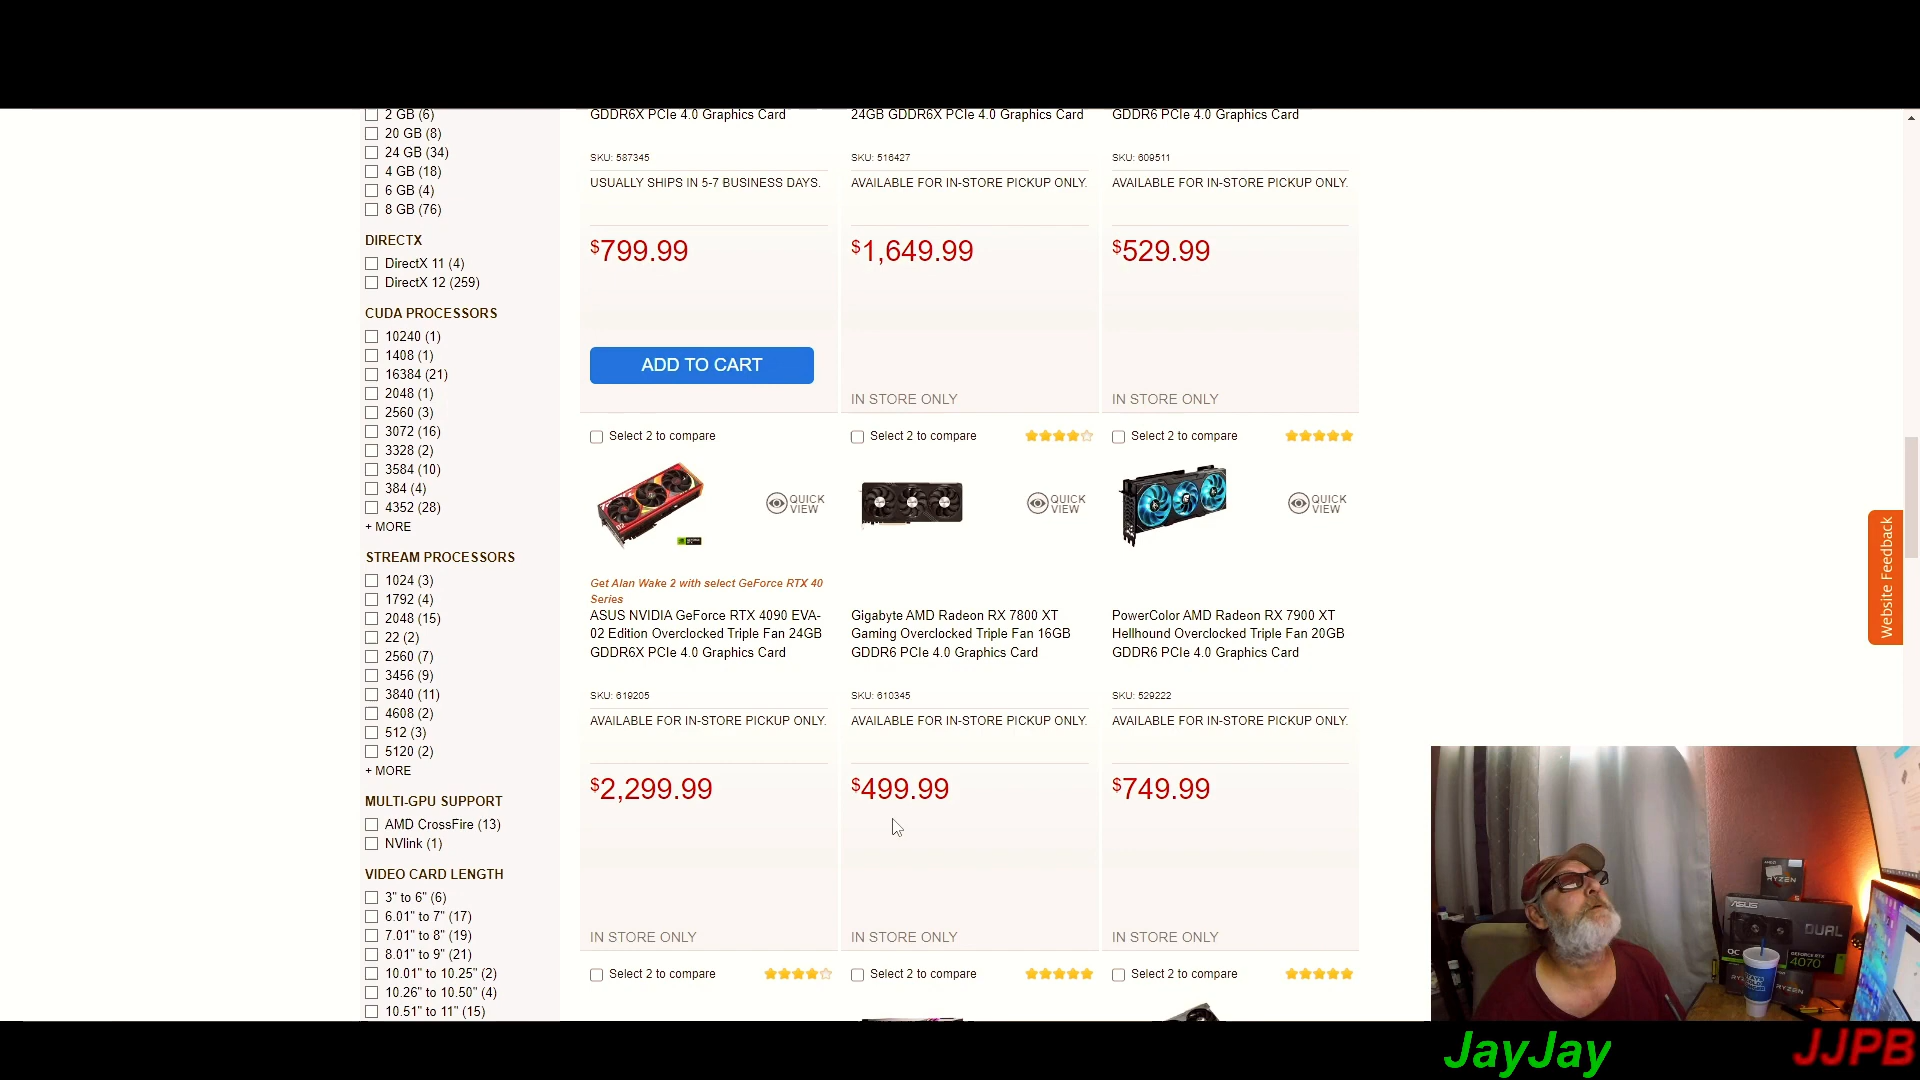 2 GB (6)
20 GB (8)
24 GB (34)
4 GB (18)
6 GB (4)
8 GB (76)
DIRECTX
DirectX 11 (4)
DirectX 12 (259)
CUDA PROCESSORS
10240 (1)
1408 (1)
16384 (21)
2048 (1)
2560 (3)
3072 (16)
3328 (2)
3584 (10)
384 (4)
4352 (28)
+ MORE
STREAM PROCESSORS
1024 (3)
1792 (4)
2048 (15)
22 (2)
2560 (7)
3456 (9)
3840 (11)
4608 (2)
512 (3)
5120 (2)
+ MORE
MULTI-GPU SUPPORT
AMD CrossFire (13)
NVlink (1)
VIDEO CARD LENGTH
3" to 6" (6)
6.01" to 7" (17)
7.01" to 8" (19)
8.01" to 9" (21)
10.01" to 10.25" (2)
10.26" to 10.50" (4)
10.51" to 11" (15)
GDDR6X PCIe 4.0 Graphics Card
SKU: 587345
USUALLY SHIPS IN 5-7 BUSINESS DAYS.
$799.99
ADD TO CART
24GB GDDR6X PCIe 4.0 Graphics Card
SKU: 516427
AVAILABLE FOR IN-STORE PICKUP ONLY.
$1,649.99
IN STORE ONLY
GDDR6 PCIe 4.0 Graphics Card
SKU: 609511
AVAILABLE FOR IN-STORE PICKUP ONLY.
$529.99
IN STORE ONLY
Select 2 to compare
QUICK
VIEW
Get Alan Wake 2 with select GeForce RTX 40
Series
ASUS NVIDIA GeForce RTX 4090 EVA-
02 Edition Overclocked Triple Fan 24GB
GDDR6X PCIe 4.0 Graphics Card
SKU: 619205
AVAILABLE FOR IN-STORE PICKUP ONLY.
$2,299.99
IN STORE ONLY
Select 2 to compare
QUICK
VIEW
Gigabyte AMD Radeon RX 7800 XT
Gaming Overclocked Triple Fan 16GB
GDDR6 PCIe 4.0 Graphics Card
SKU: 610345
AVAILABLE FOR IN-STORE PICKUP ONLY.
$499.99
IN STORE ONLY
Select 2 to compare
QUICK
VIEW
PowerColor AMD Radeon RX 7900 XT
Hellhound Overclocked Triple Fan 20GB
GDDR6 PCIe 4.0 Graphics Card
SKU: 529222
AVAILABLE FOR IN-STORE PICKUP ONLY.
$749.99
IN STORE ONLY
Select 2 to compare
Select 2 to compare
Select 2 to compare
Website Feedback
RYZEN
ASUS
DUAL
OC
GEFORCE RTX
4070
RYZEN
JayJay
JJPB